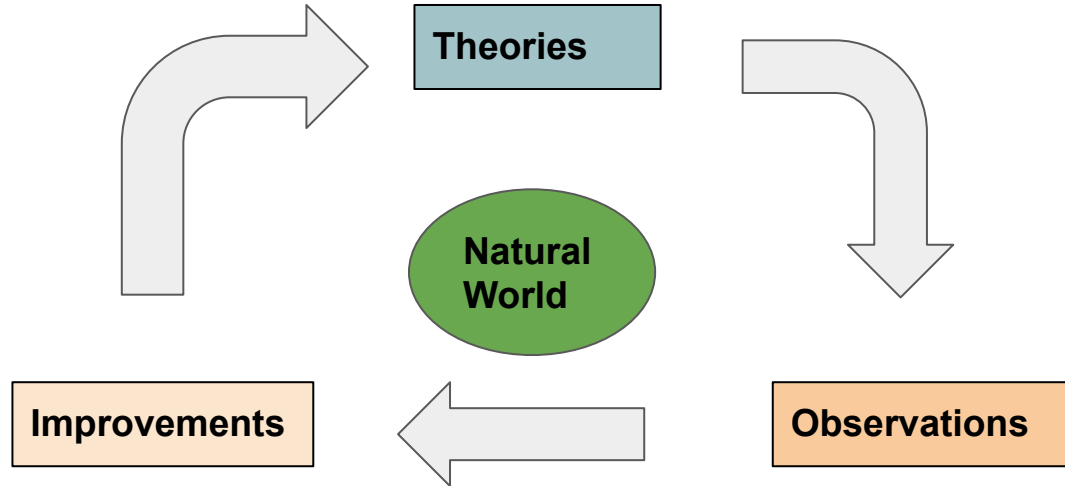 Theories
Natural
World
Improvements
Observations